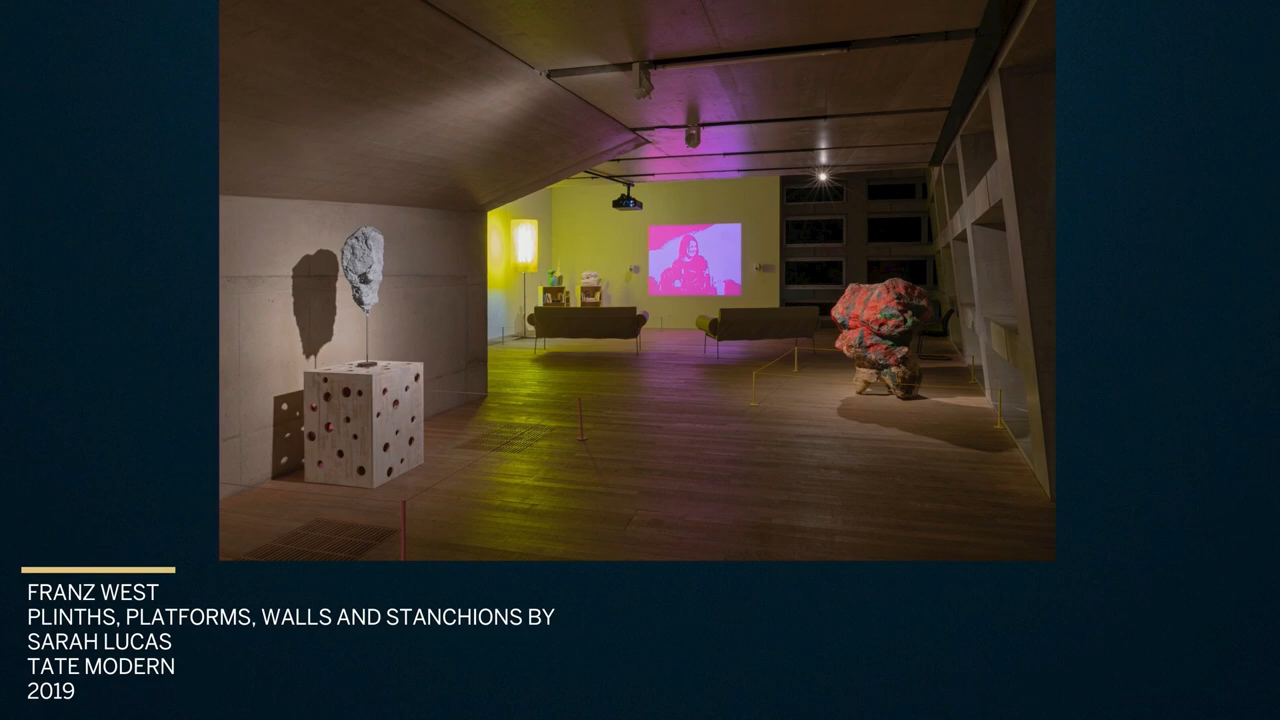 FRANZ WEST
PLINTHS, PLATFORMS, WALLS AND STANCHIONS BY
SARAH LUCAS
TATE MODERN
2019